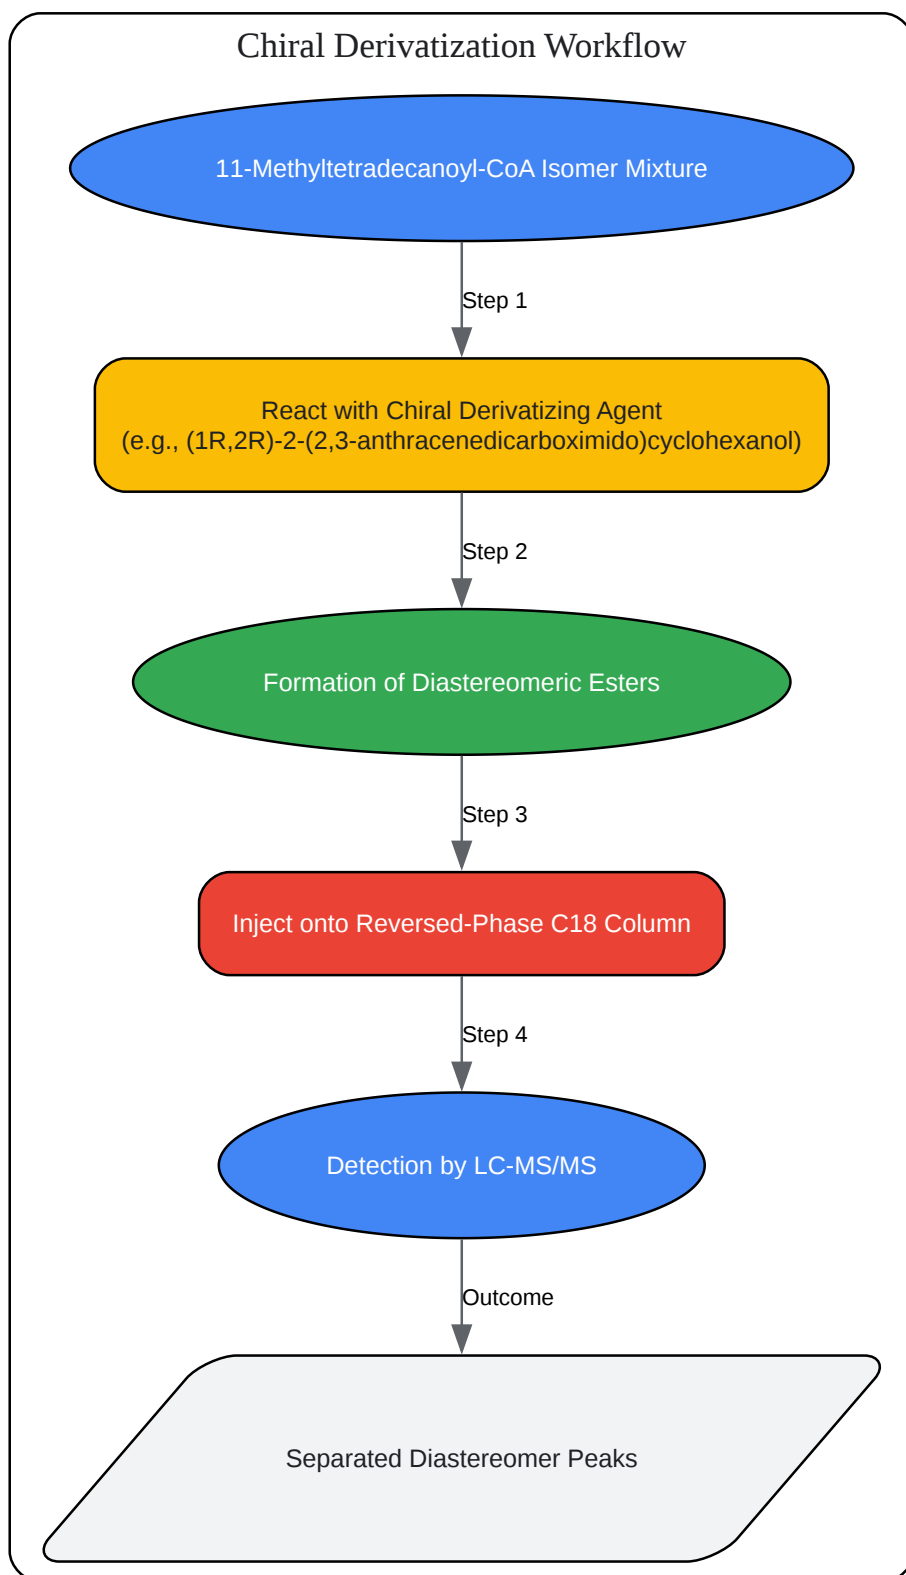 Chiral Derivatization Workflow
11-Methyltetradecanoyl-CoA Isomer Mixture
Step 1
React with Chiral Derivatizing Agent
(e.g., (1R,2R)-2-(2,3-anthracenedicarboximido)cyclohexanol)
Step 2
Formation of Diastereomeric Esters
Step 3
Inject onto Reversed-Phase C18 Column
Step 4
Detection by LC-MS/MS
Outcome
Separated Diastereomer Peaks